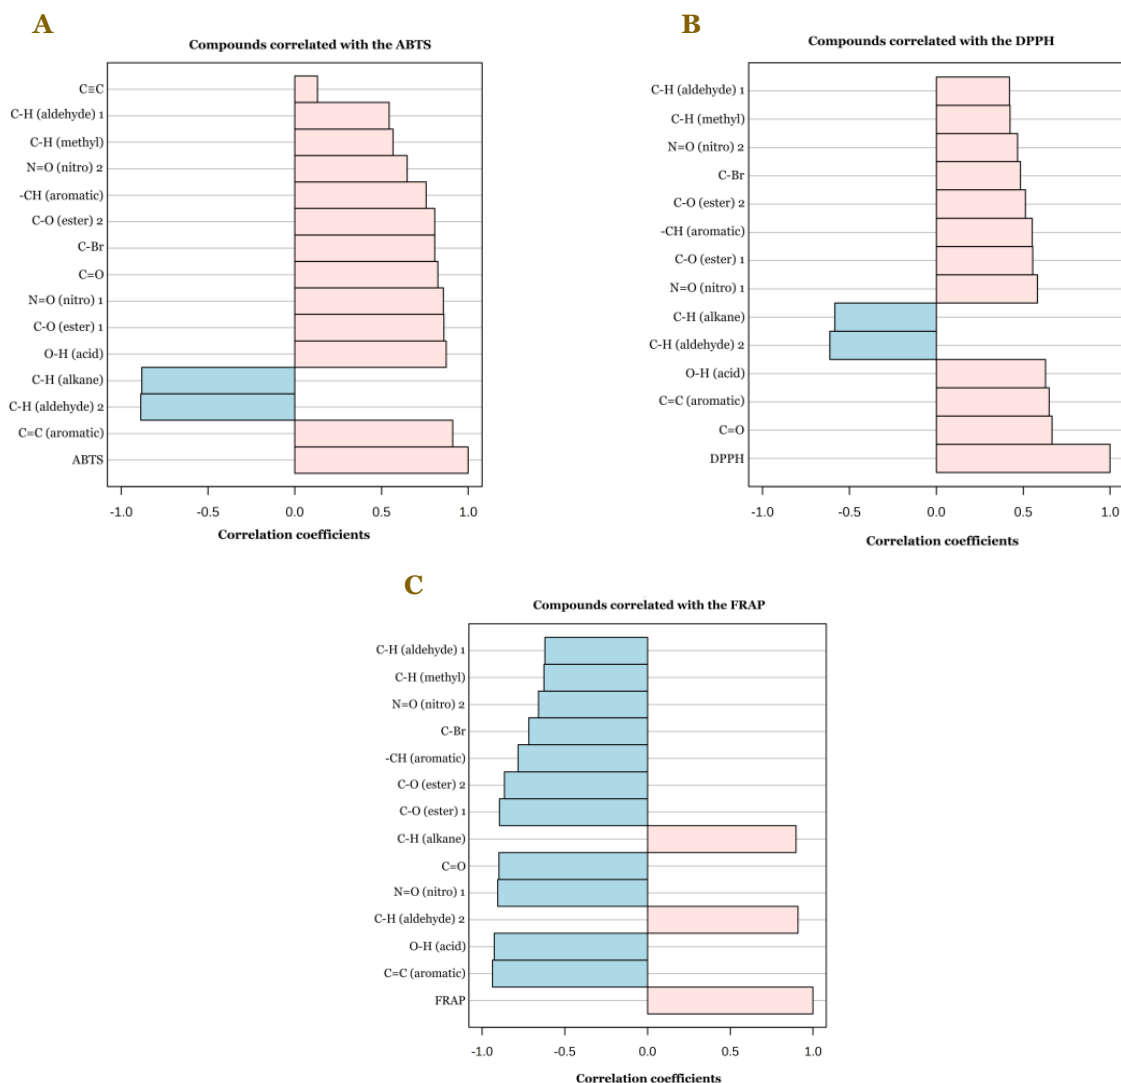 A
Compounds correlated with the ABTS
C≡C
C-H (aldehyde) 1
C-H (methyl)
N=O (nitro) 2
-CH (aromatic)
C-O (ester) 2
C-Br
C=O
N=O (nitro) 1
C-O (ester) 1
O-H (acid)
C-H (alkane)
C-H (aldehyde) 2
C=C (aromatic)
ABTS
-1.0 -0.5 0.0 0.5 1.0
Correlation coefficients
B
Compounds correlated with the DPPH
C-H (aldehyde) 1
C-H (methyl)
N=O (nitro) 2
C-Br
C-O (ester) 2
-CH (aromatic)
C-O (ester) 1
N=O (nitro) 1
C-H (alkane)
C-H (aldehyde) 2
O-H (acid)
C=C (aromatic)
C=O
DPPH
-1.0 -0.5 0.0 0.5 1.0
Correlation coefficients
C
Compounds correlated with the FRAP
C-H (aldehyde) 1
C-H (methyl)
N=O (nitro) 2
C-Br
-CH (aromatic)
C-O (ester) 2
C-O (ester) 1
C-H (alkane)
C=O
N=O (nitro) 1
C-H (aldehyde) 2
O-H (acid)
C=C (aromatic)
FRAP
-1.0 -0.5 0.0 0.5 1.0
Correlation coefficients